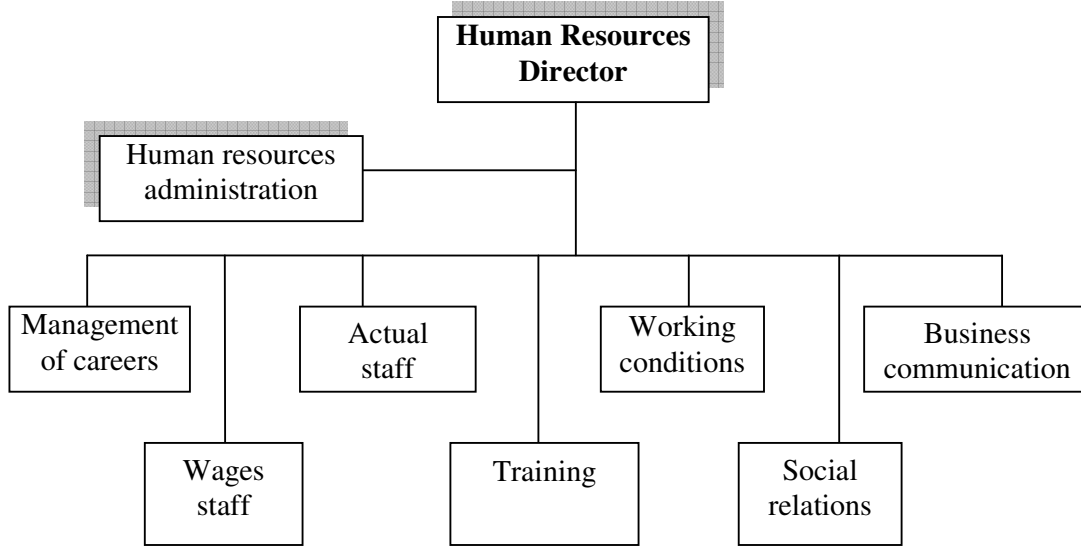 Human Resources
Director
Human resources
administration
Management
of careers
Actual
staff
Working
conditions
Business
communication
Wages
staff
Training
Social
relations